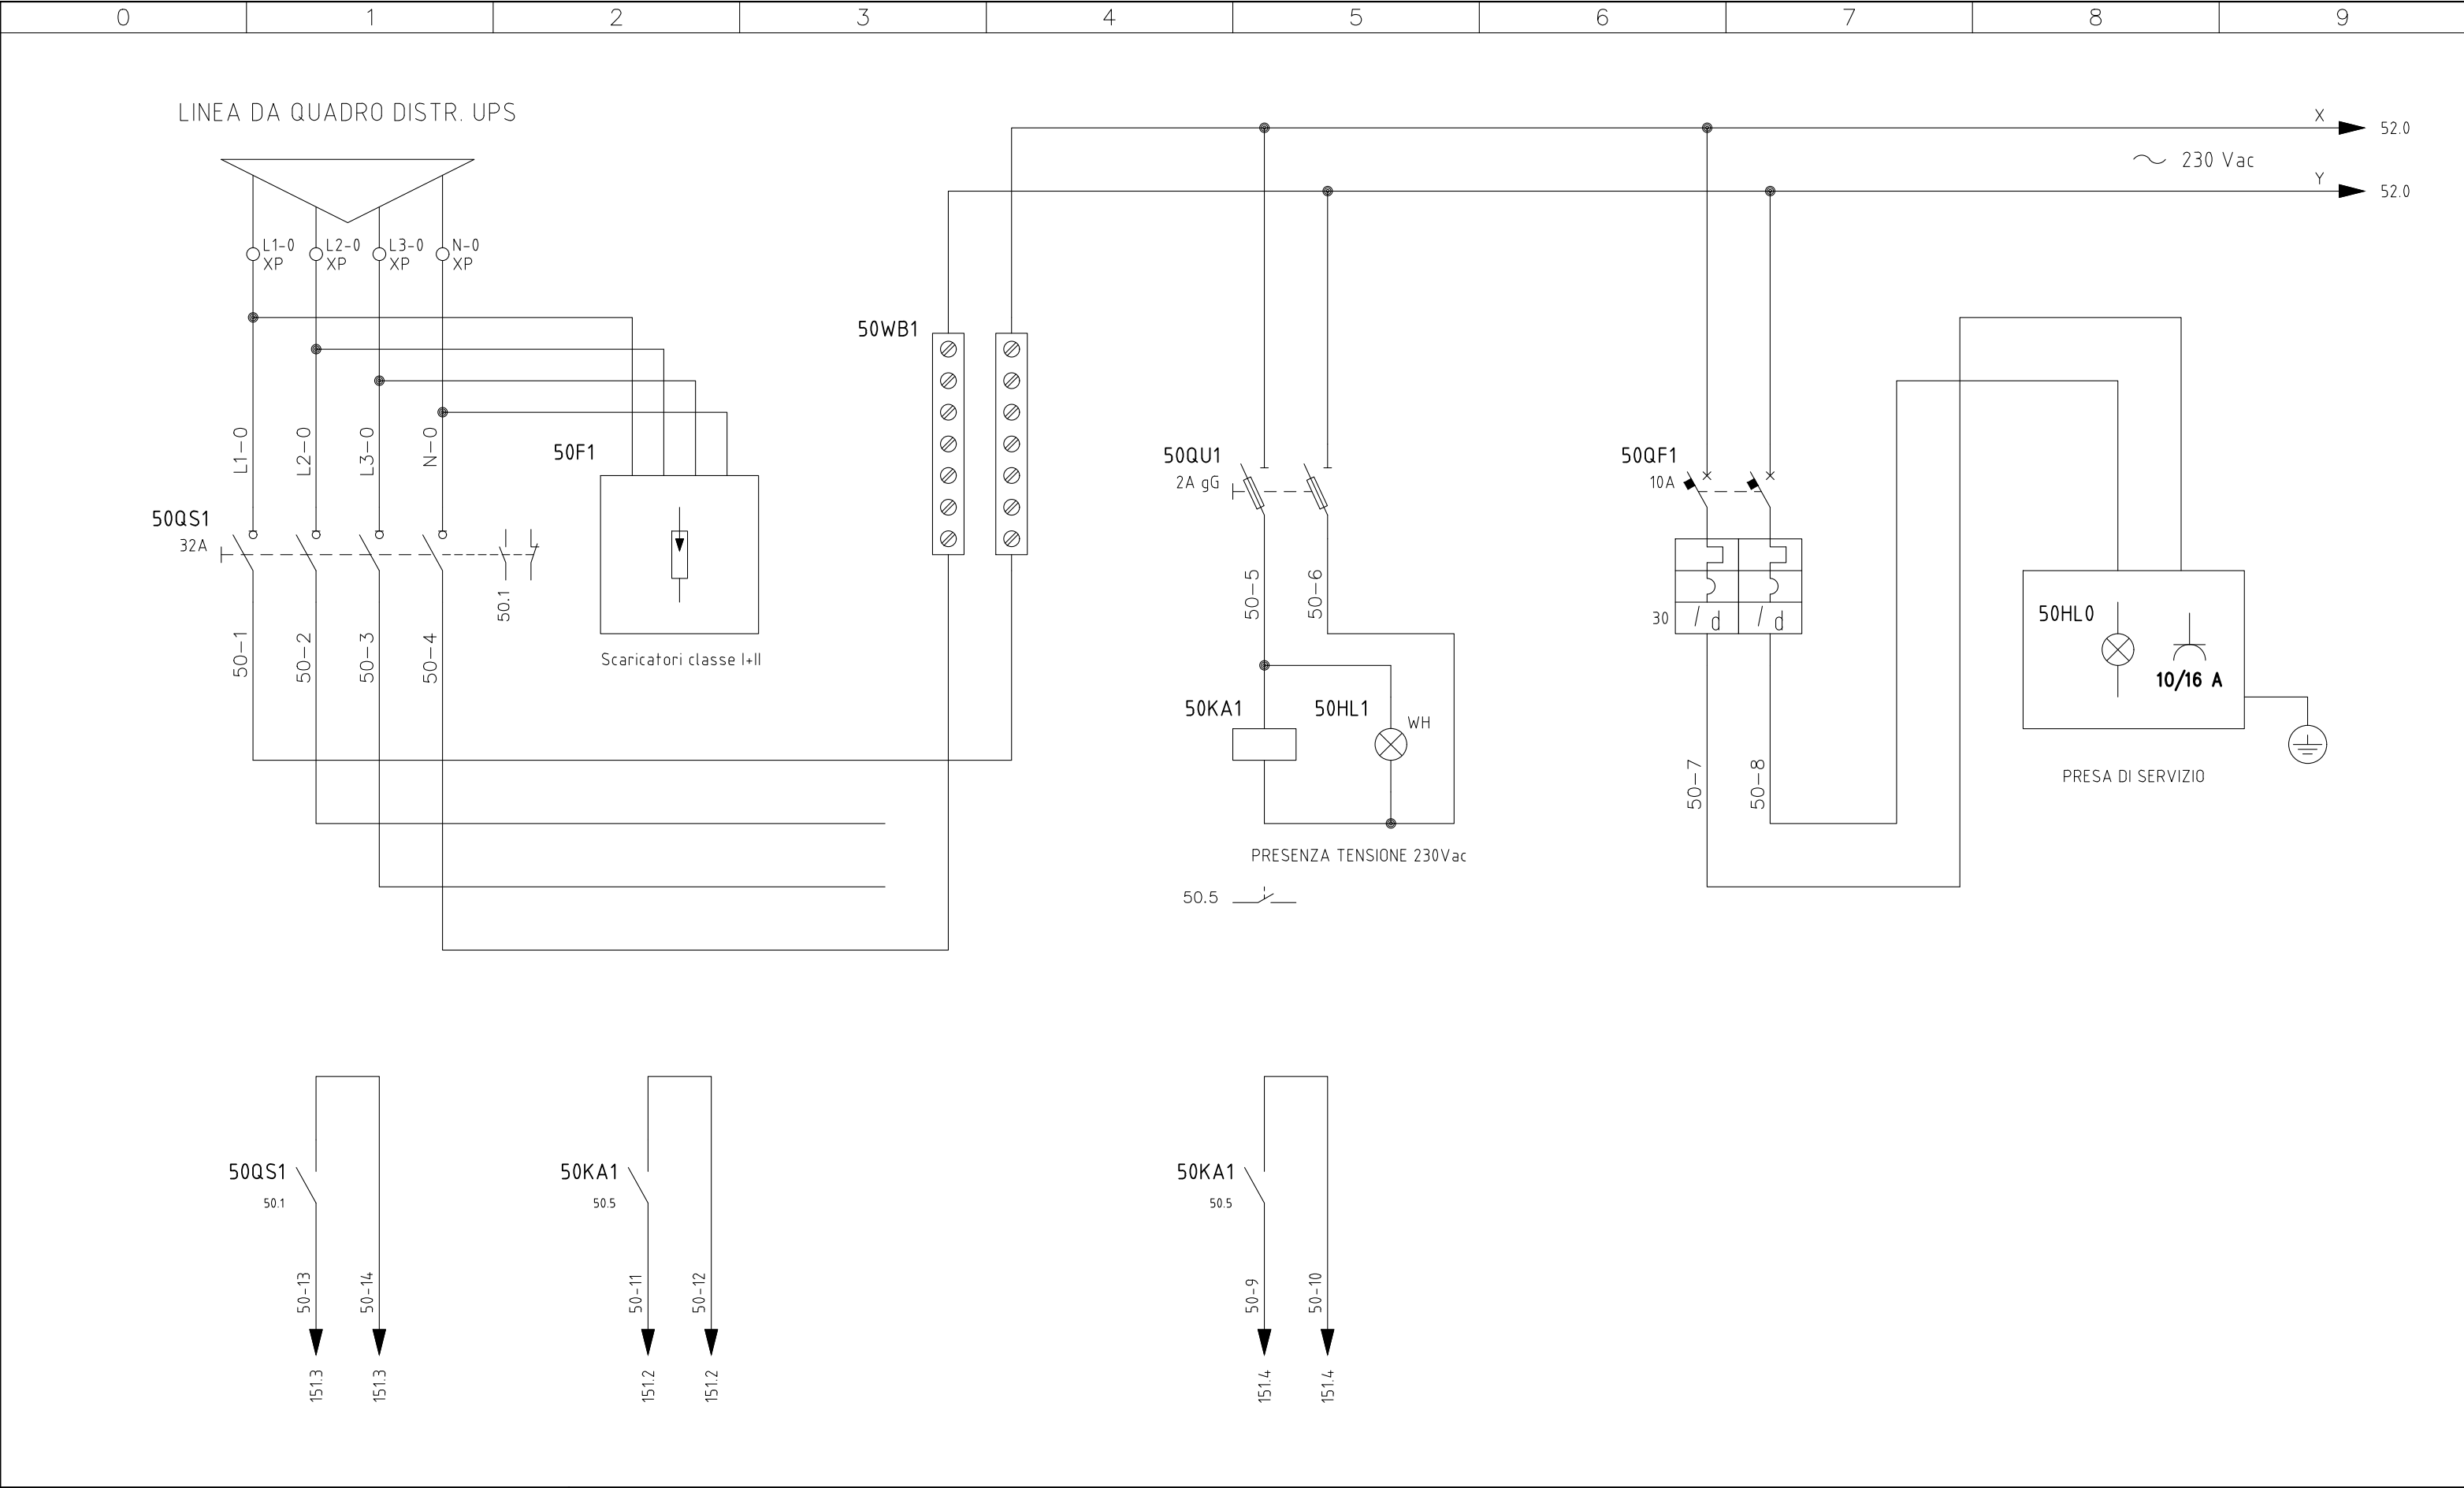 0 1 2 3 4 5 6 7 8 9
LINEA DA QUADRO DISTR. UPS
X
52.0
230 Vac
Y
52.0
L1-0 L2-0 L3-0 N-0
XP XP XP XP
50WB1
L1-0 L2-0 L3-0 N-0
50F1
50QU1
2A gG
50QF1
10A
50QS1
32A
50.1
50-5 50-6
30
d d
50HL0
10/16 A
50-1 50-2 50-3 50-4
Scaricatori classe I+II
50KA1
50HL1
WH
50-7 50-8
PRESA DI SERVIZIO
PRESENZA TENSIONE 230Vac
50.5
50QS1
50.1
50KA1
50.5
50KA1
50.5
50-13 50-14 50-11 50-12 50-9 50-10
151.3 151.3 151.2 151.2 151.4 151.4